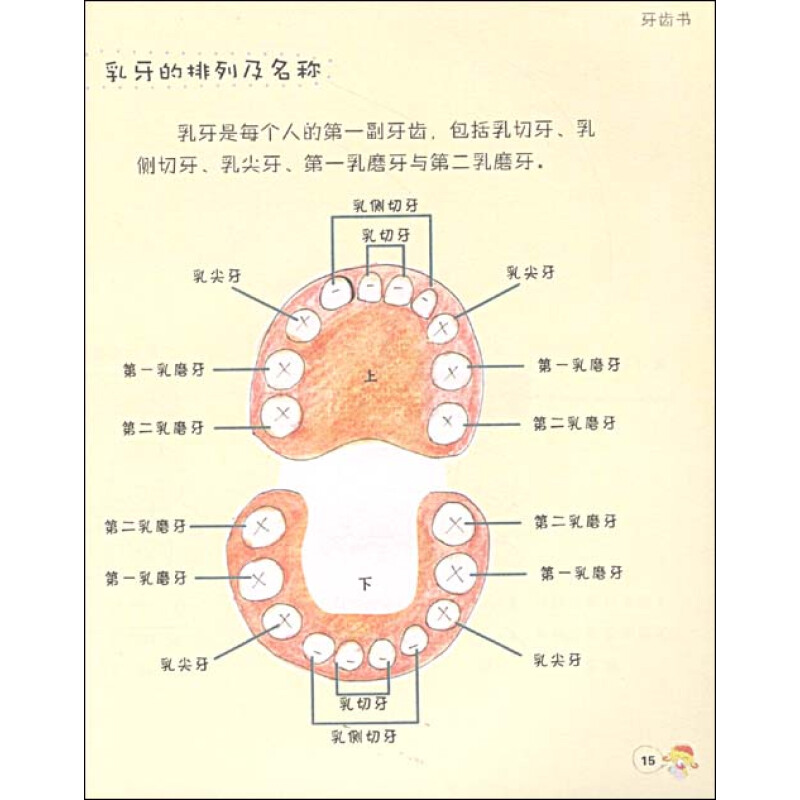 牙齿书
乳牙的排列及名称
乳牙是每个人的第一副牙齿，包括乳切牙、乳
侧切牙、乳尖牙、第一乳磨牙与第二乳磨牙．
乳侧切牙
乳切牙
乳尖牙
乳尖牙
第一乳磨牙
第一乳磨牙
上
第二乳磨牙
第二乳磨牙
第二乳磨牙
第二乳磨牙
第一乳磨牙
第一乳磨牙
下
乳尖牙
乳尖牙
乳切牙
乳侧切牙
15